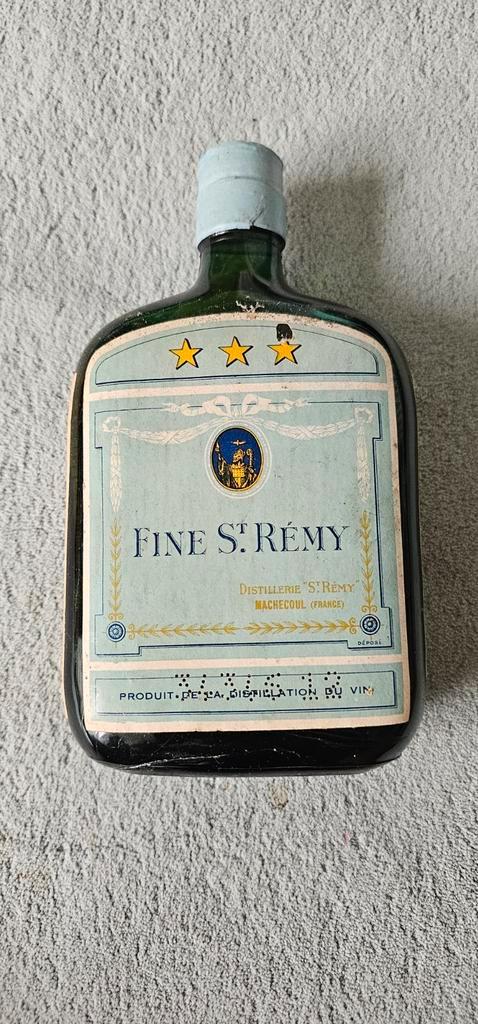 FINE Sᵀ. RÉMY
DISTILLERIE "Sᵀ RÉMY"
MACHECOUL (FRANCE)
DÉPOSÉ
PRODUIT DE LA DISTILLATION DU VIN